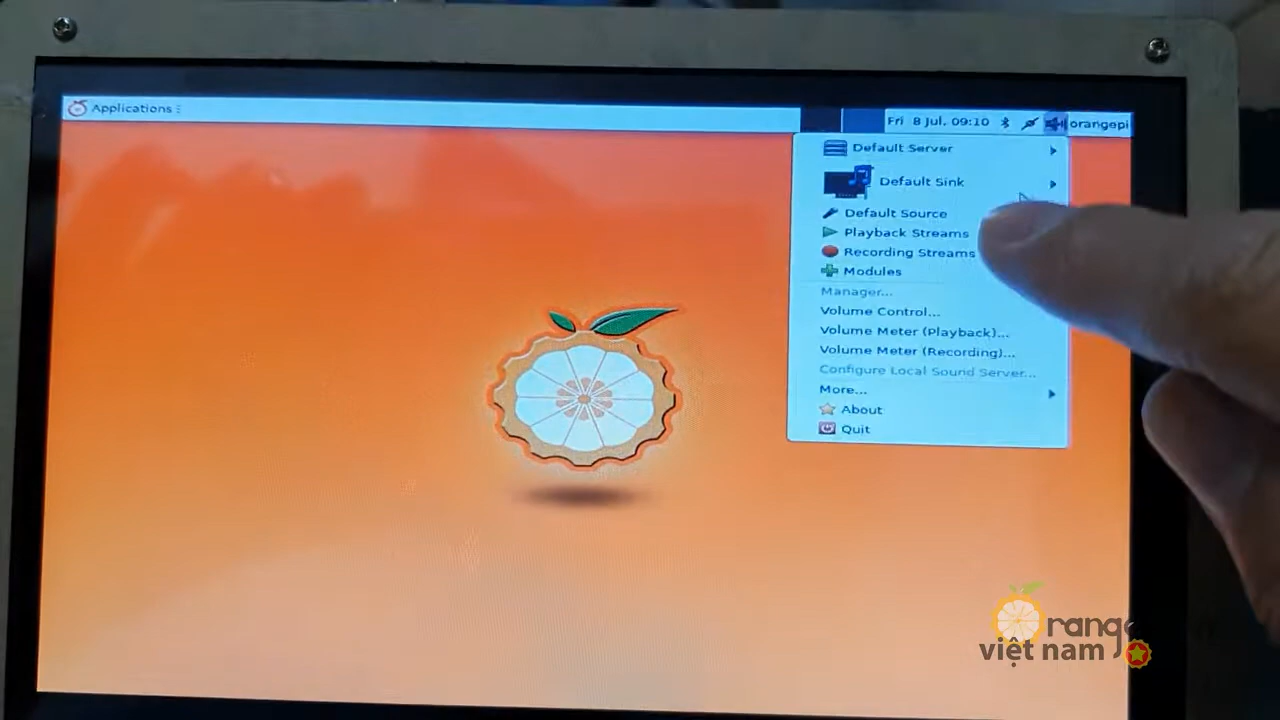 Applications
Fri 8 Jul. 09:10 orangepi
Default Server
Default Sink
Default Source
Playback Streams
Recording Streams
Modules
Manager...
Volume Control...
Volume Meter (Playback)...
Volume Meter (Recording)...
Configure Local Sound Server...
More...
About
Quit
Orange
việt nam